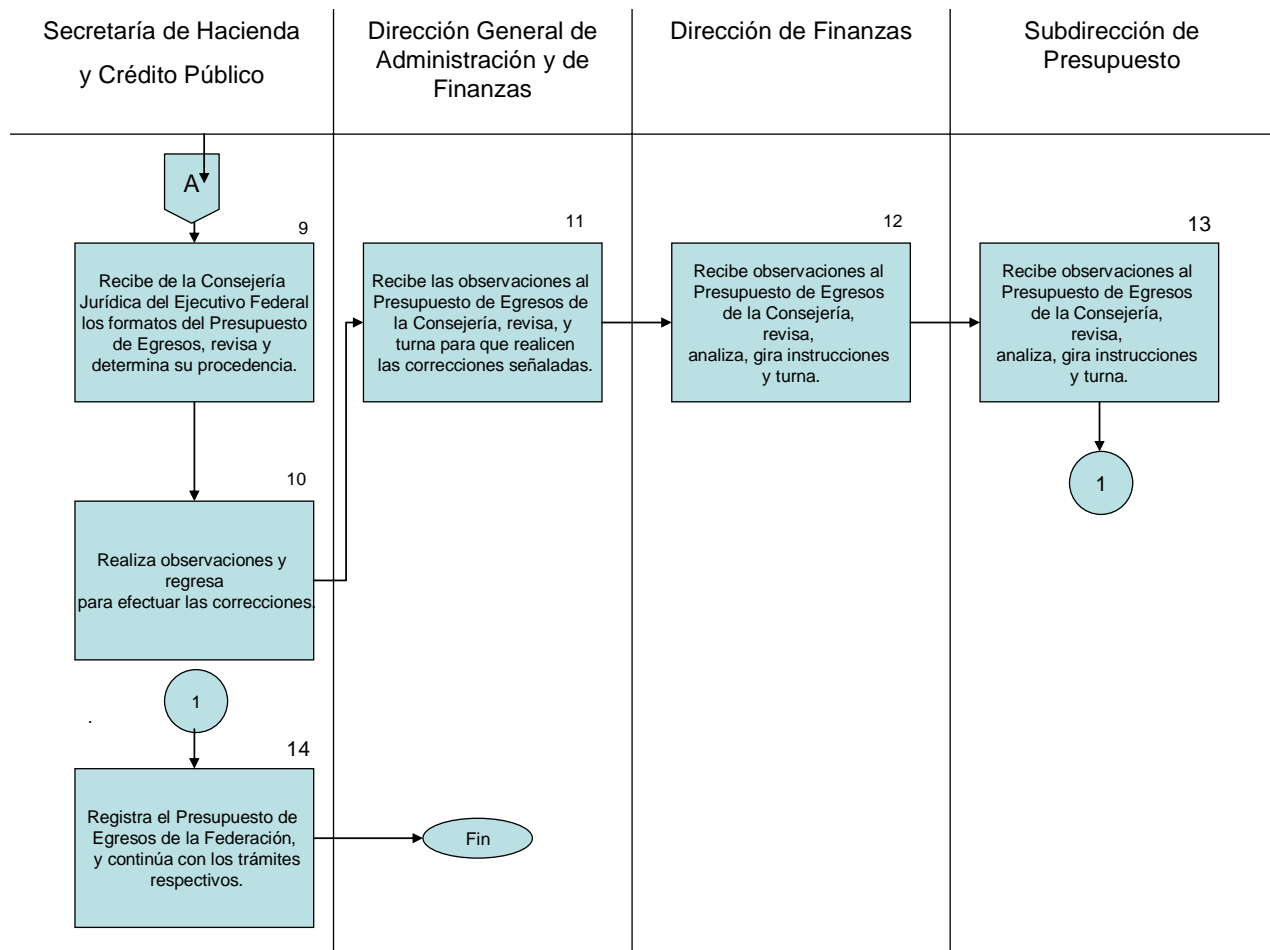 Secretaría de Hacienda
y Crédito Público
Dirección General de
Administración y de
Finanzas
Dirección de Finanzas
Subdirección de
Presupuesto
A
9
Recibe de la Consejería
Jurídica del Ejecutivo Federal
los formatos del Presupuesto
de Egresos, revisa y
determina su procedencia.
11
Recibe las observaciones al
Presupuesto de Egresos de
la Consejería, revisa, y
turna para que realicen
las correcciones señaladas.
12
Recibe observaciones al
Presupuesto de Egresos
de la Consejería,
revisa,
analiza, gira instrucciones
y turna.
13
Recibe observaciones al
Presupuesto de Egresos
de la Consejería,
revisa,
analiza, gira instrucciones
y turna.
1
10
Realiza observaciones y
regresa
para efectuar las correcciones.
1
.
14
Registra el Presupuesto de
Egresos de la Federación,
y continúa con los trámites
respectivos.
Fin